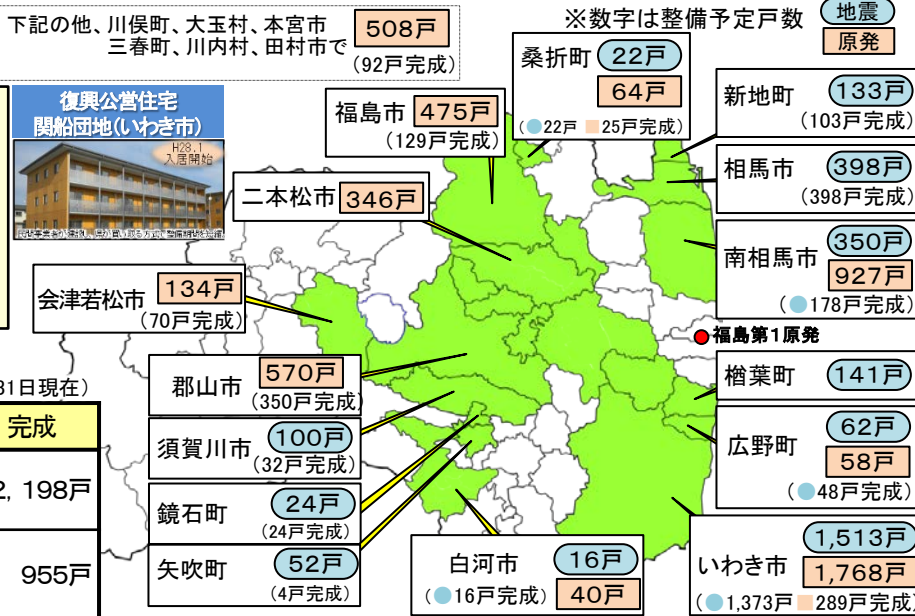 下記の他、川俣町、大玉村、本宮市
三春町、川内村、田村市で
508戸
(92戸完成)
※数字は整備予定戸数
地震
原発
復興公営住宅
関船団地(いわき市)
H28.1
入居開始
福島市 475戸
(129戸完成)
桑折町 22戸
64戸
(●22戸 ■25戸完成)
新地町 133戸
(103戸完成)
相馬市 398戸
(398戸完成)
二本松市 346戸
南相馬市 350戸
927戸
(●178戸完成)
会津若松市 134戸
(70戸完成)
福島第1原発
郡山市 570戸
(350戸完成)
楢葉町 141戸
須賀川市 100戸
(32戸完成)
広野町 62戸
58戸
(●48戸完成)
鏡石町 24戸
(24戸完成)
矢吹町 52戸
(4戸完成)
白河市 16戸
(●16戸完成) 40戸
いわき市 1,513戸
1,768戸
(●1,373戸 ■289戸完成)
31日現在)
完成
2,198戸
955戸